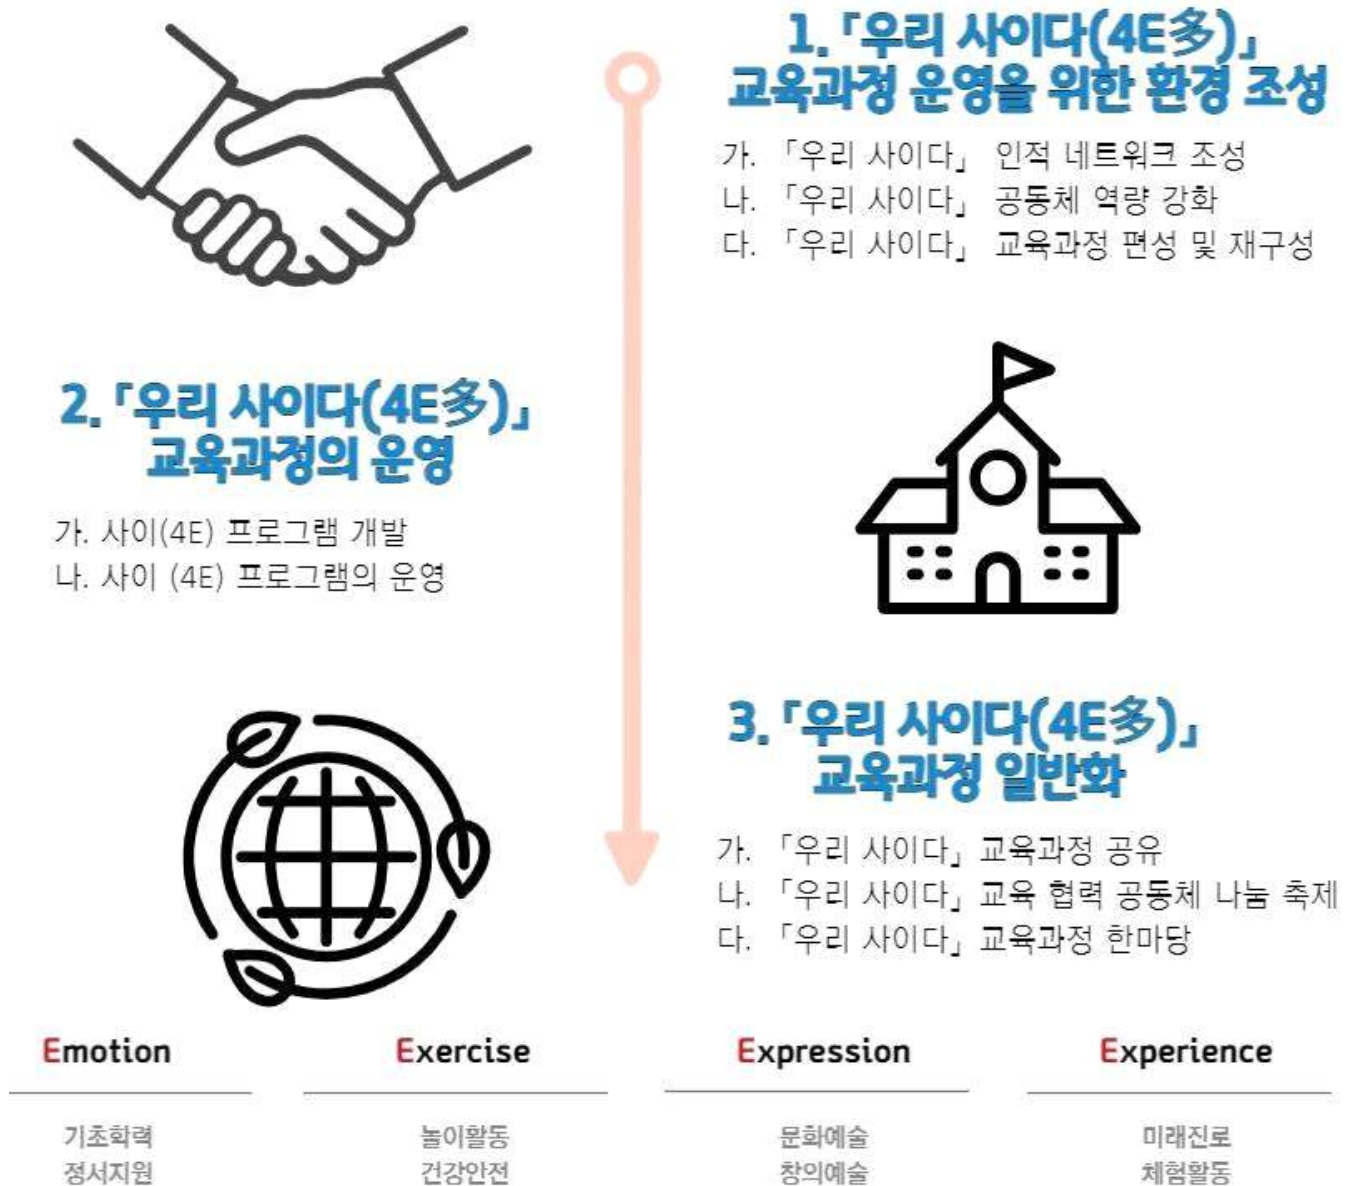 1. 「우리 사이다(4E多)」
교육과정 운영을 위한 환경 조성
가. 「우리 사이다」 인적 네트워크 조성
나. 「우리 사이다」 공동체 역량 강화
다. 「우리 사이다」 교육과정 편성 및 재구성
2. 「우리 사이다(4E多)」
교육과정의 운영
가. 사이(4E) 프로그램 개발
나. 사이 (4E) 프로그램의 운영
3. 「우리 사이다(4E多)」
교육과정 일반화
가. 「우리 사이다」 교육과정 공유
나. 「우리 사이다」 교육 협력 공동체 나눔 축제
다. 「우리 사이다」 교육과정 한마당
Emotion
기초학력
정서지원
Exercise
놀이활동
건강안전
Expression
문화예술
창의예술
Experience
미래진로
체험활동